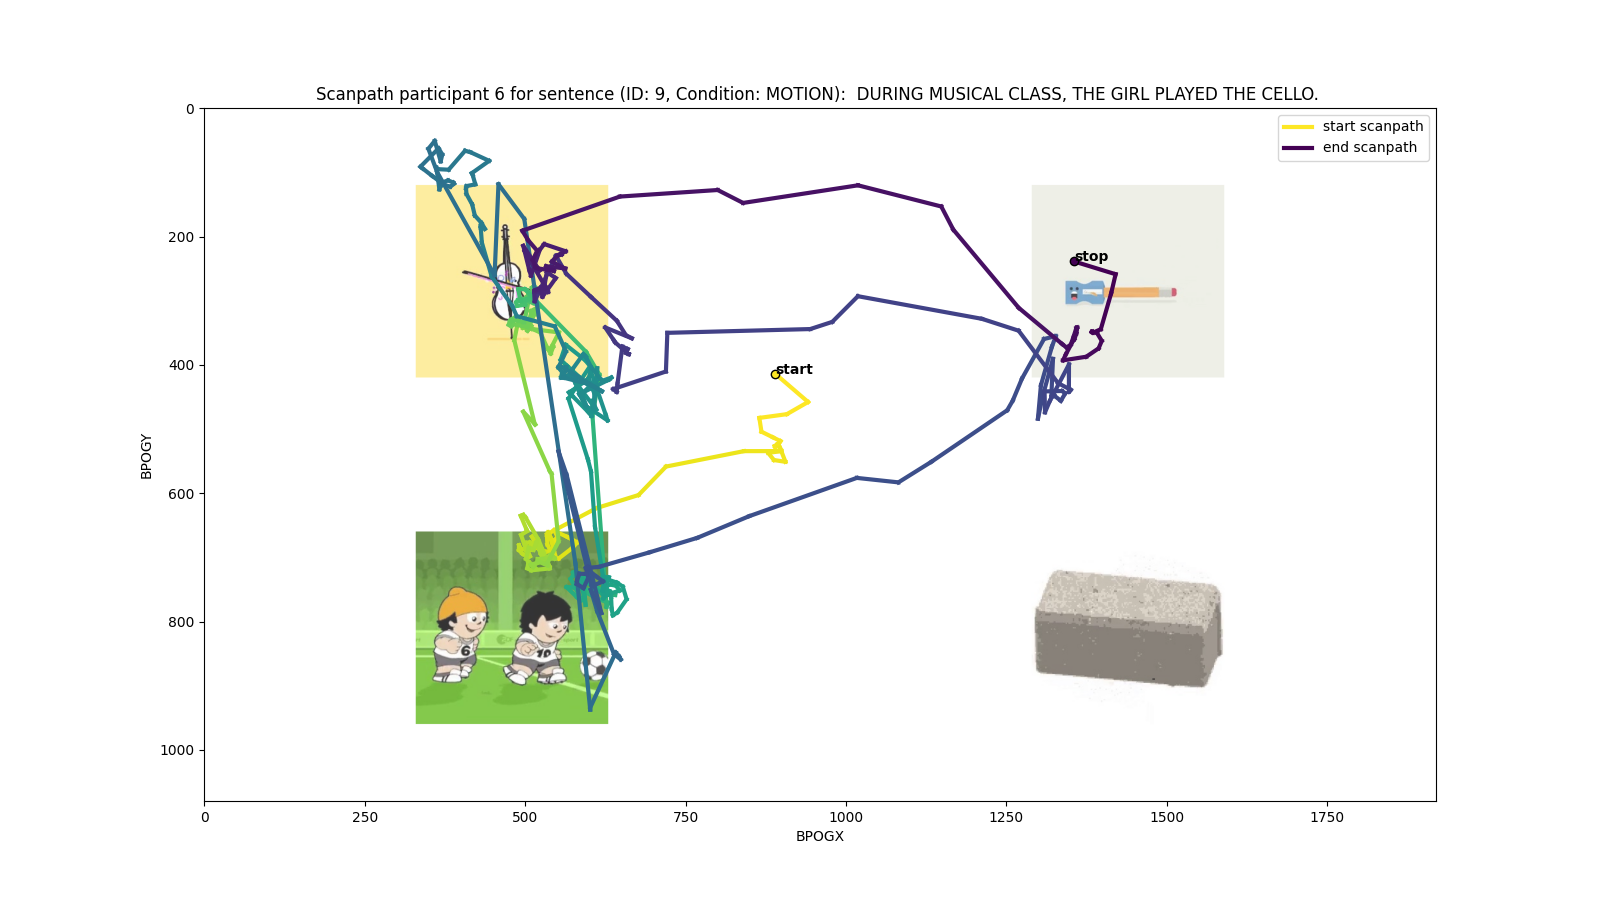 Scanpath participant 6 for sentence (ID: 9, Condition: MOTION):  DURING MUSICAL CLASS, THE GIRL PLAYED THE CELLO.
start scanpath
end scanpath
stop
start
0
200
400
600
800
1000
BPOGY
6
10
0
250
500
750
1000
1250
1500
1750
BPOGX